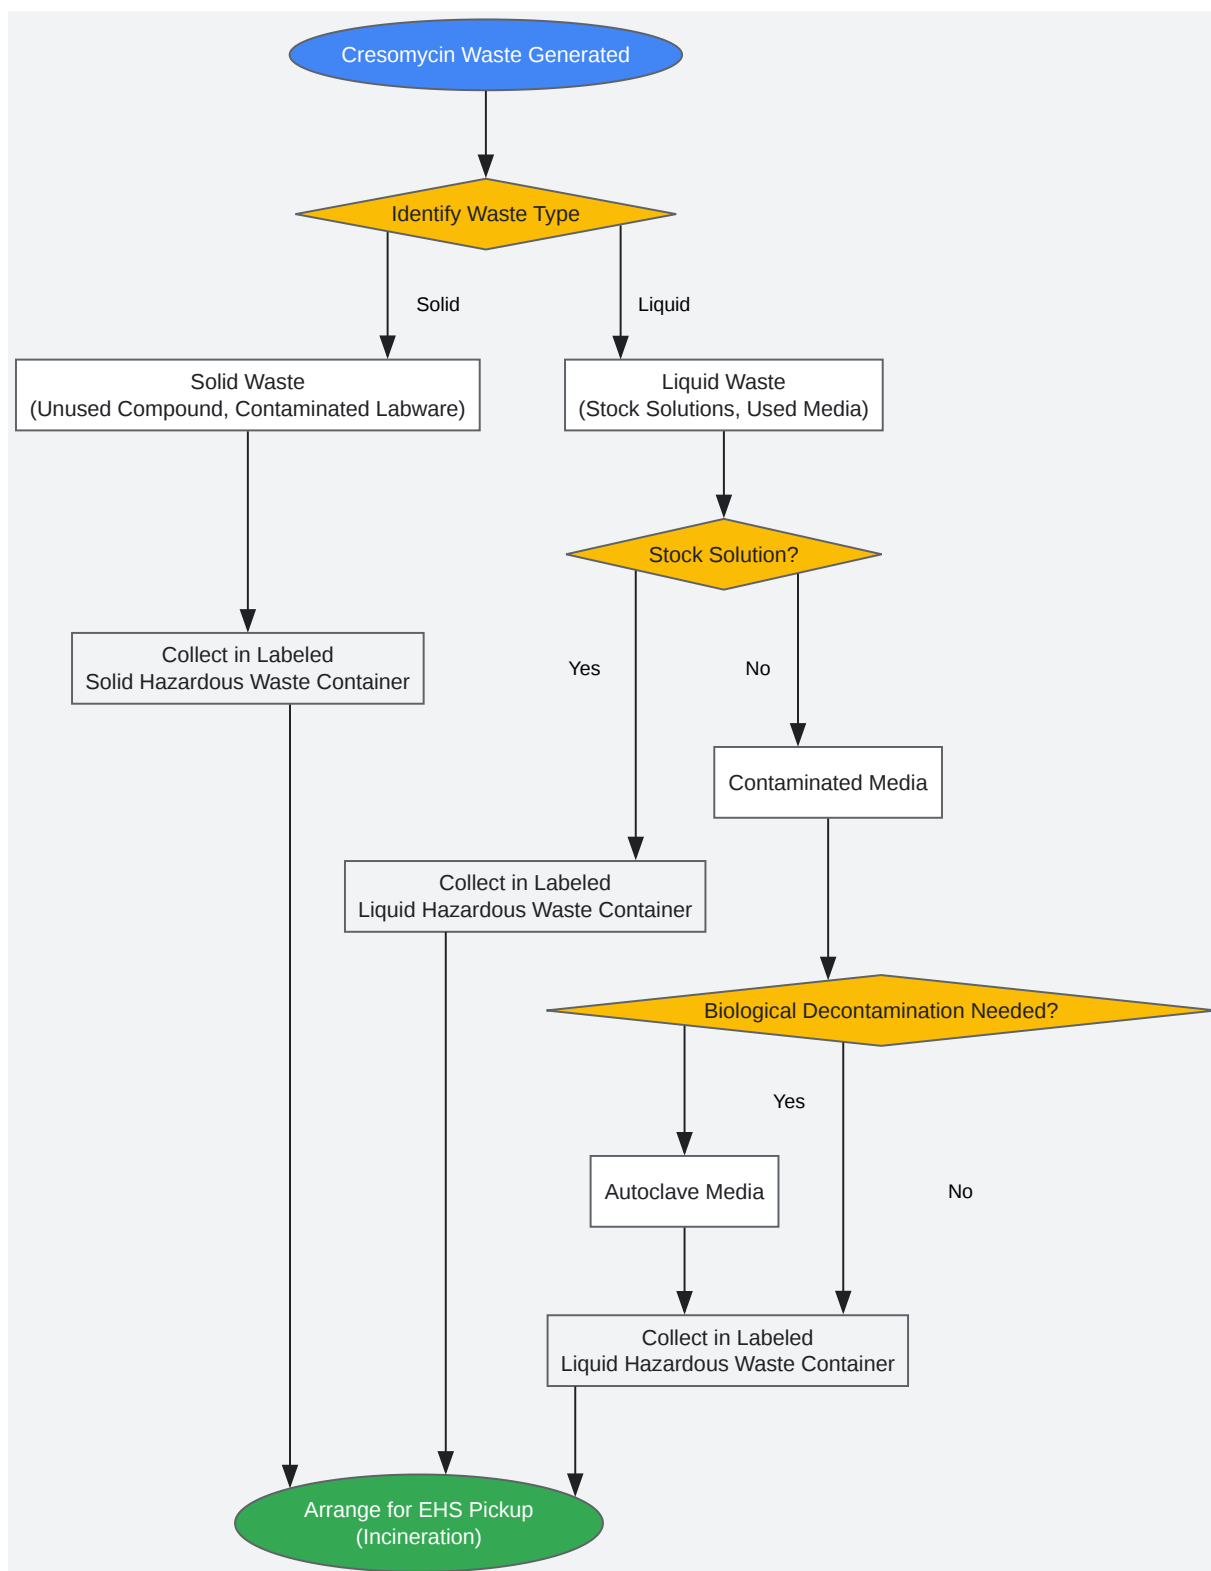 Cresomycin Waste Generated
Identify Waste Type
Solid
Liquid
Solid Waste
(Unused Compound, Contaminated Labware)
Liquid Waste
(Stock Solutions, Used Media)
Stock Solution?
Collect in Labeled
Solid Hazardous Waste Container
Yes
No
Contaminated Media
Collect in Labeled
Liquid Hazardous Waste Container
Biological Decontamination Needed?
Yes
Autoclave Media
No
Collect in Labeled
Liquid Hazardous Waste Container
Arrange for EHS Pickup
(Incineration)